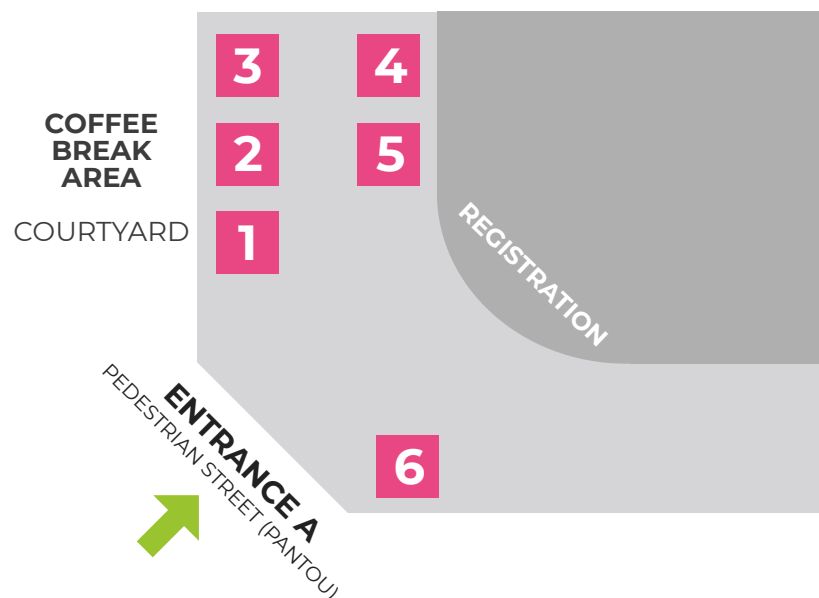 3
4
COFFEE
BREAK
AREA
2
5
COURTYARD
1
REGISTRATION
ENTRANCE A
PEDESTRIAN STREET (PANTOU)
6